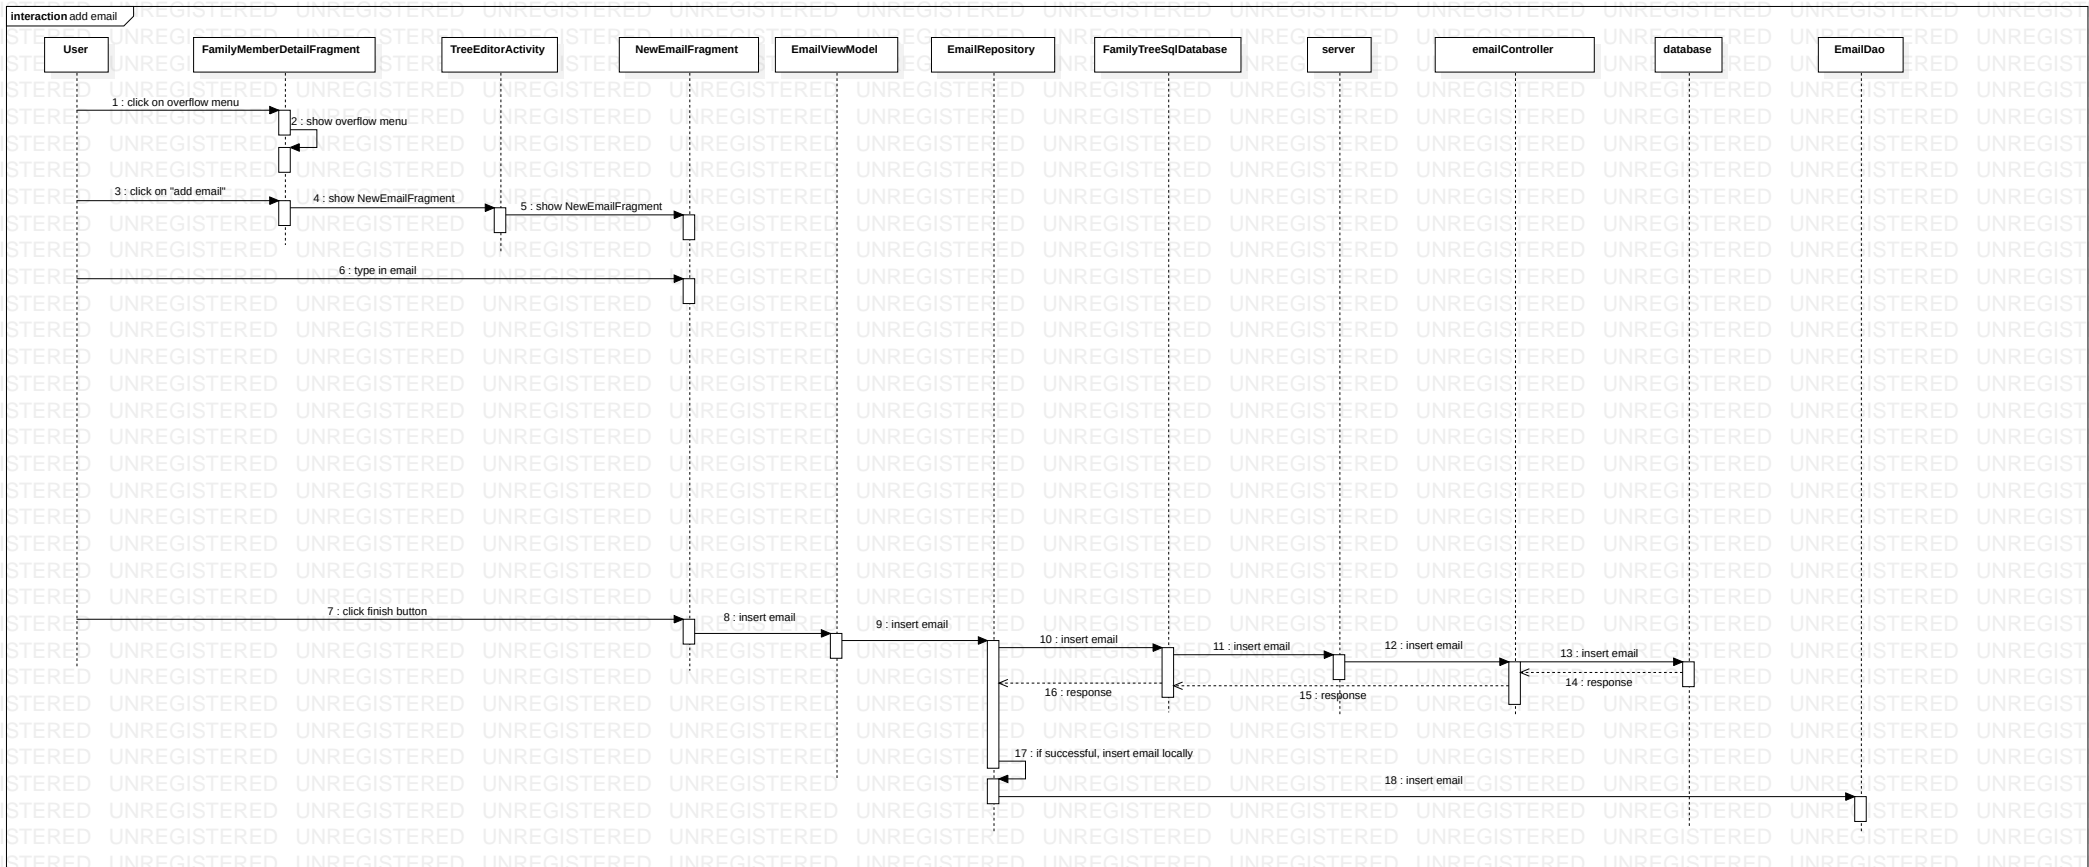 interaction add email
User
FamilyMemberDetailFragment
TreeEditorActivity
NewEmailFragment
EmailViewModel
EmailRepository
FamilyTreeSqlDatabase
server
emailController
database
EmailDao
1 : click on overflow menu
2 : show overflow menu
3 : click on "add email"
4 : show NewEmailFragment
5 : show NewEmailFragment
6 : type in email
7 : click finish button
8 : insert email
9 : insert email
10 : insert email
11 : insert email
12 : insert email
13 : insert email
14 : response
15 : response
16 : response
17 : if successful, insert email locally
18 : insert email
UNREGISTERED